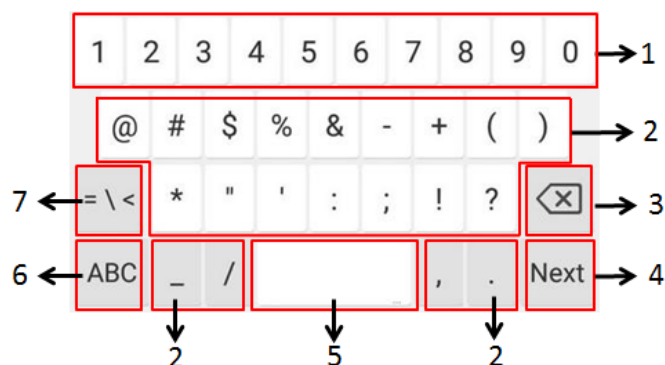 1 2 3 4 5 6 7 8 9 0 1
@ # $ % & - + ( ) 2
7 = \ < * " ' : ; ! ? 3
6 ABC _ / , . Next 4
2 5 2